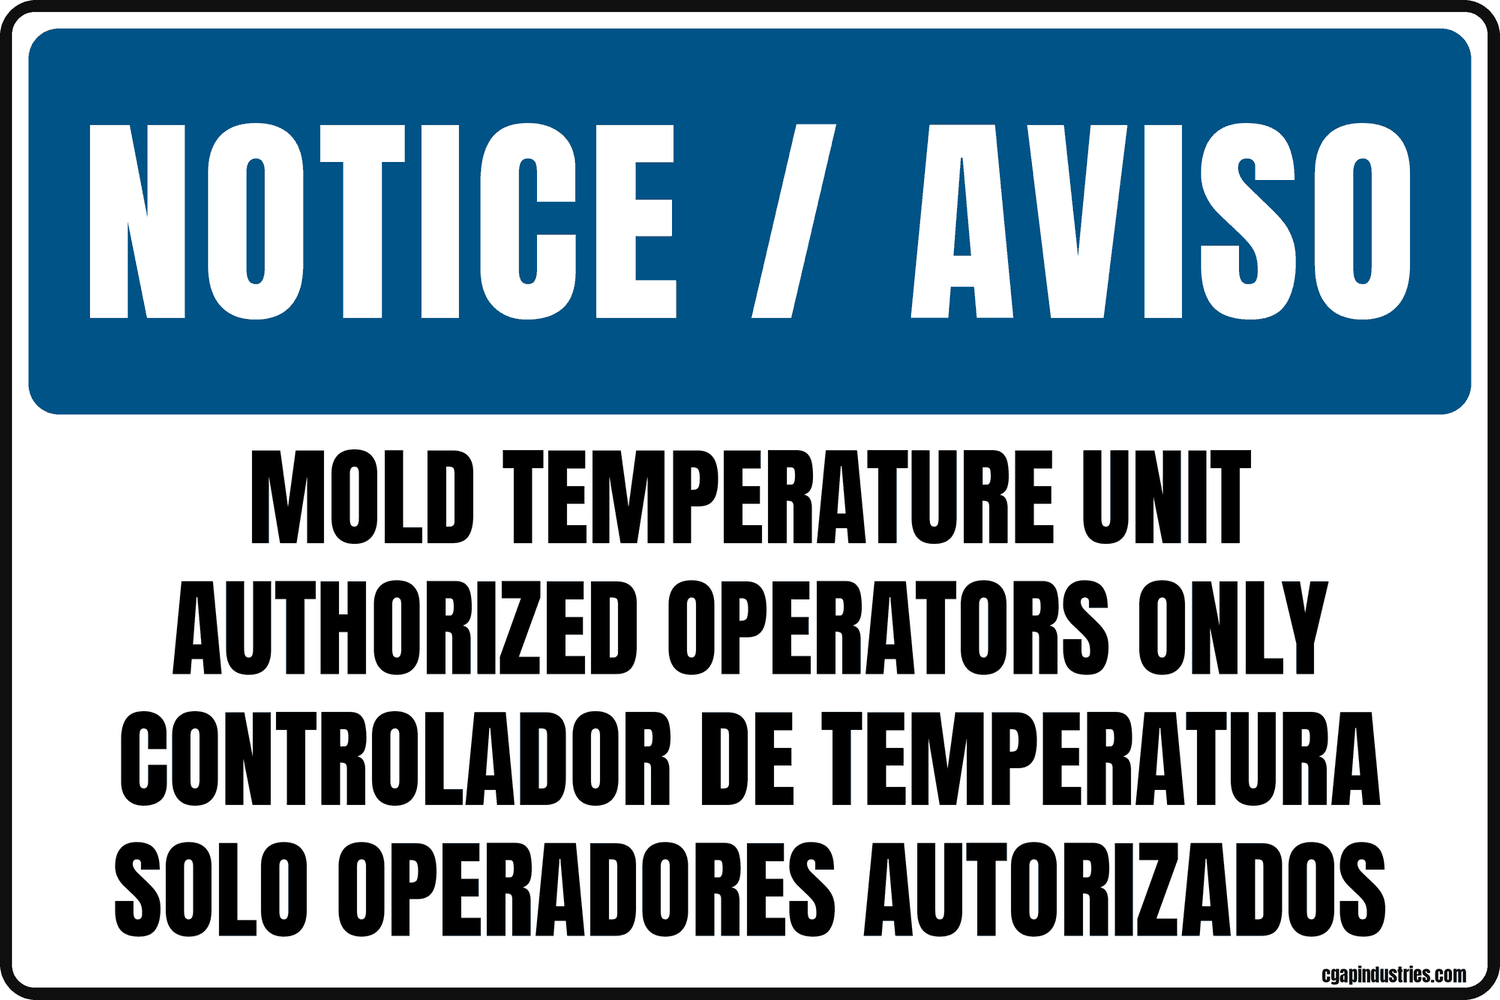 NOTICE / AVISO
MOLD TEMPERATURE UNIT
AUTHORIZED OPERATORS ONLY
CONTROLADOR DE TEMPERATURA
SOLO OPERADORES AUTORIZADOS
cgapindustries.com